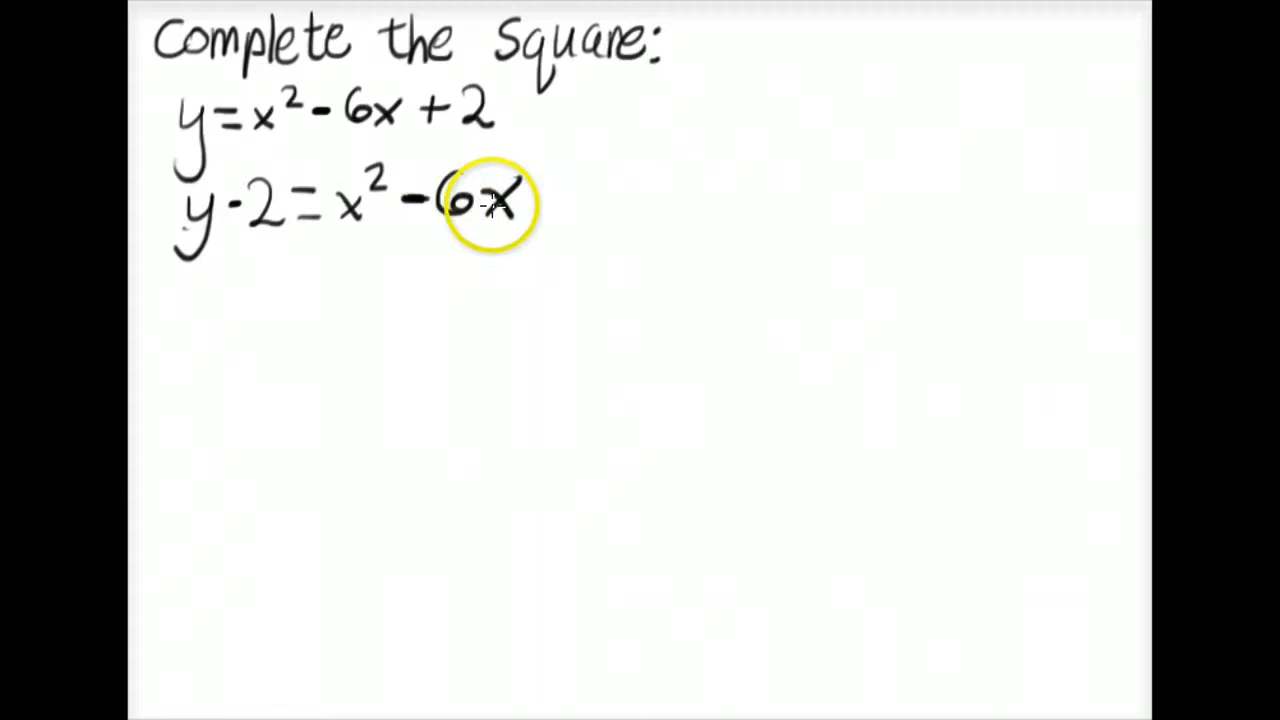 Complete the Square:
y = x² - 6x + 2
y - 2 = x² - 6x